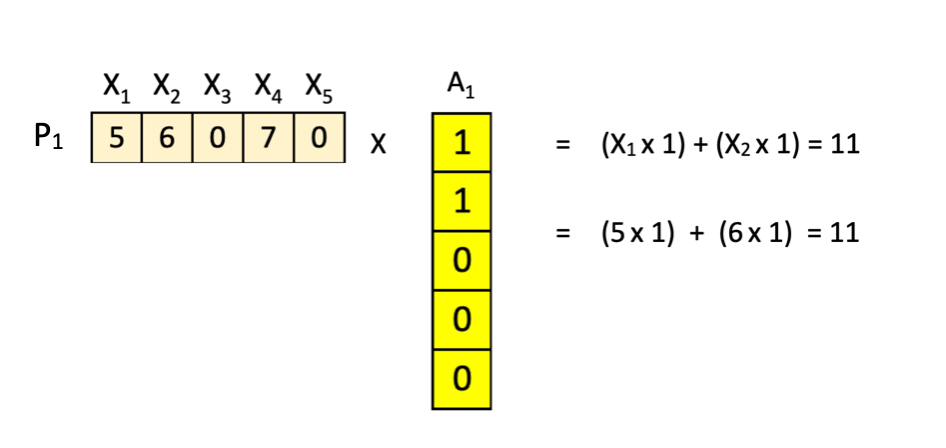 X₁ X₂ X₃ X₄ X₅
A₁
P₁ 5 6 0 7 0 X 1 = (X₁ x 1) + (X₂ x 1) = 11
1
= (5 x 1) + (6 x 1) = 11
0
0
0